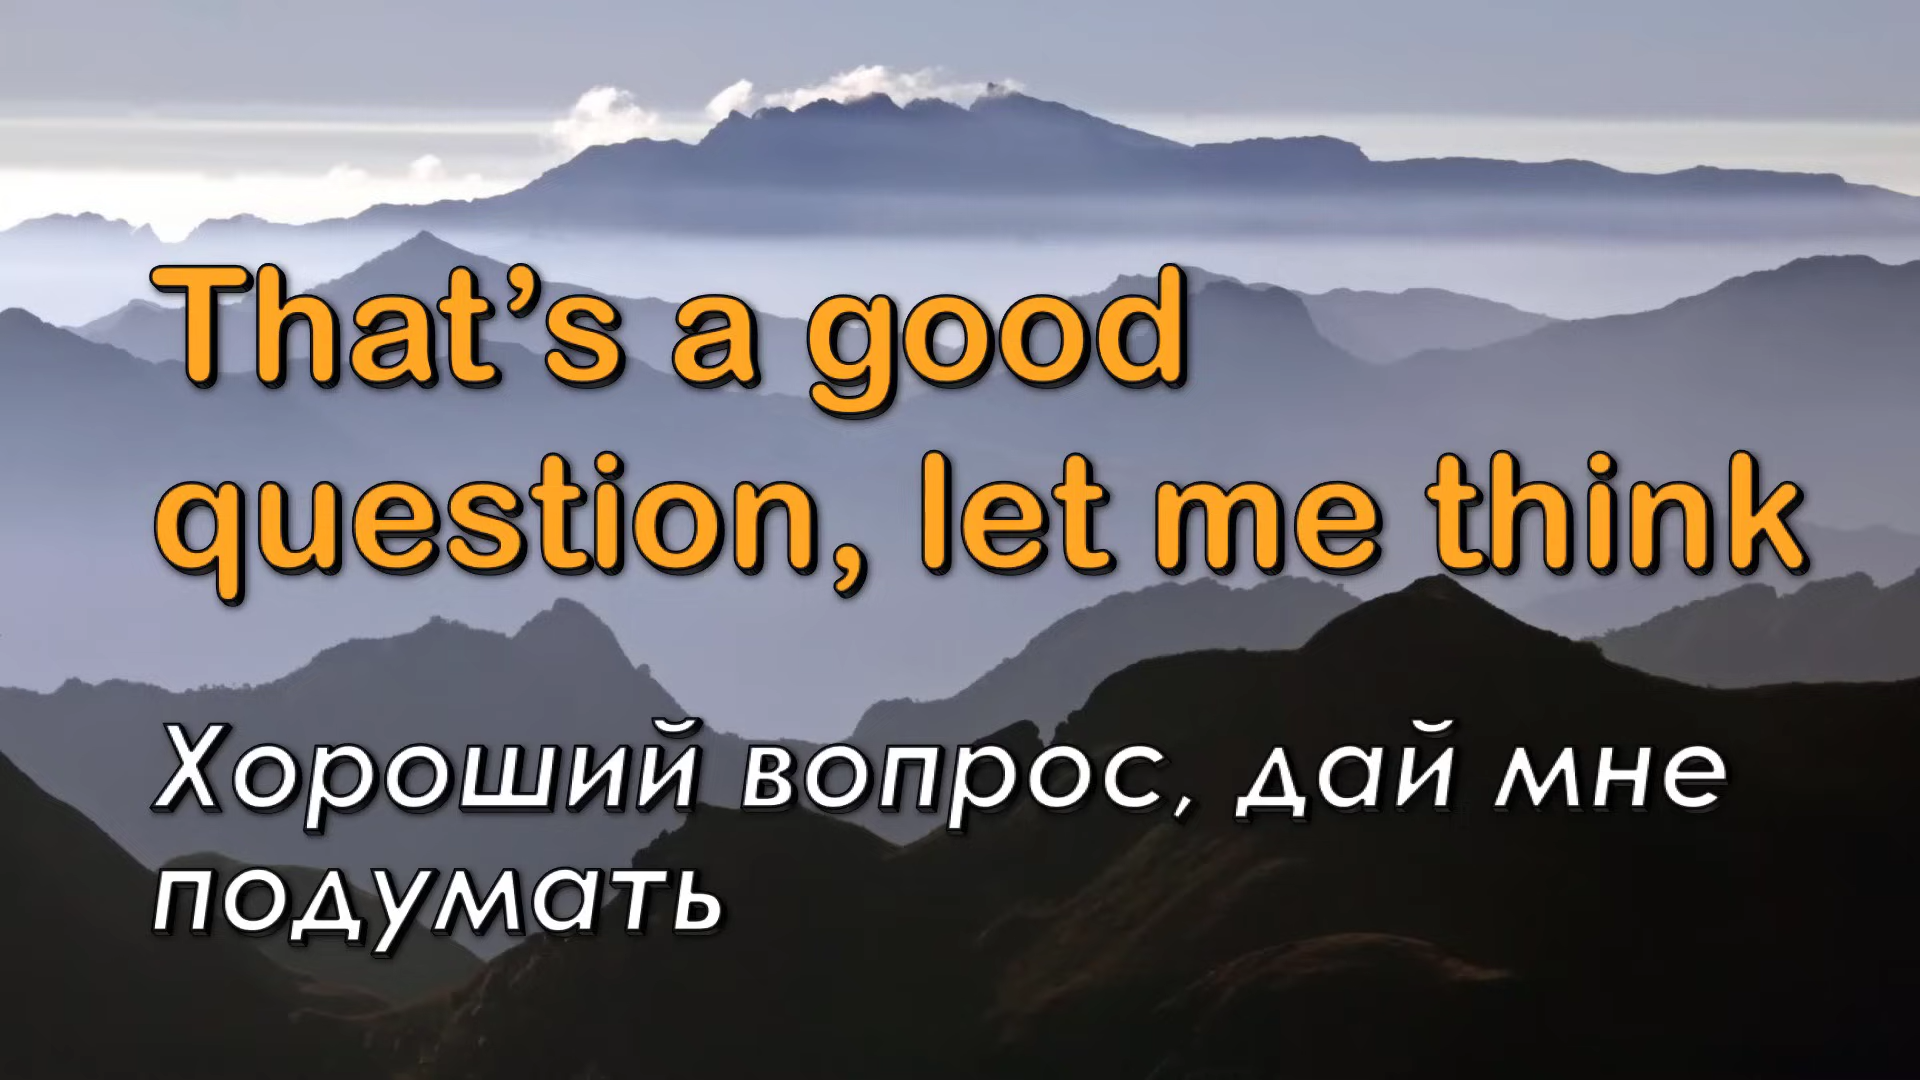 That’s a good
question, let me think
Хороший вопрос, дай мне
подумать